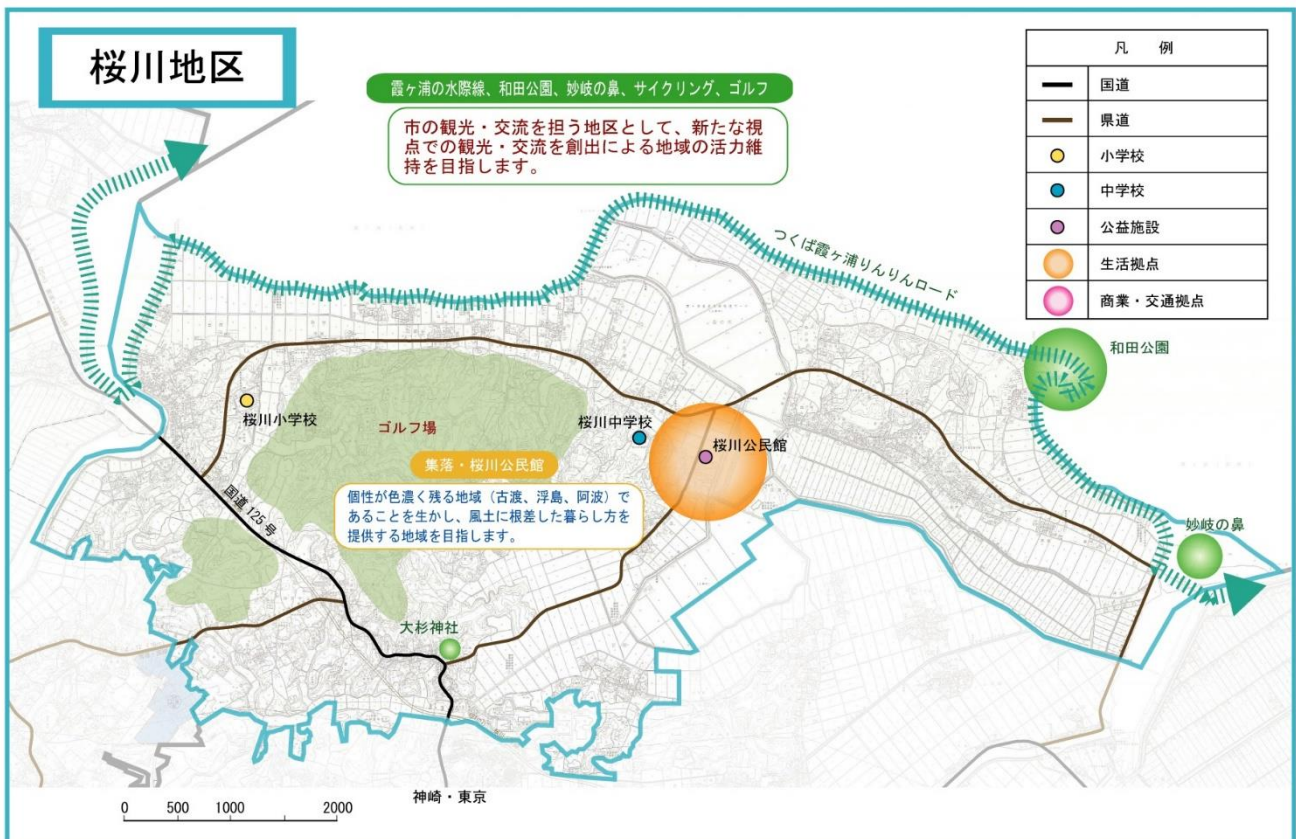 桜川地区
霞ヶ浦の水際線、和田公園、妙岐の鼻、サイクリング、ゴルフ
市の観光・交流を担う地区として、新たな視
点での観光・交流を創出による地域の活力維
持を目指します。
凡 例
国道
県道
小学校
中学校
公益施設
生活拠点
商業・交通拠点
つくば霞ヶ浦りんりんロード
和田公園
桜川小学校
ゴルフ場
桜川中学校
桜川公民館
集落・桜川公民館
個性が色濃く残る地域（古渡、浮島、阿波）で
あることを生かし、風土に根差した暮らし方を
提供する地域を目指します。
国道125号
妙岐の鼻
大杉神社
神崎・東京
0 500 1000 2000